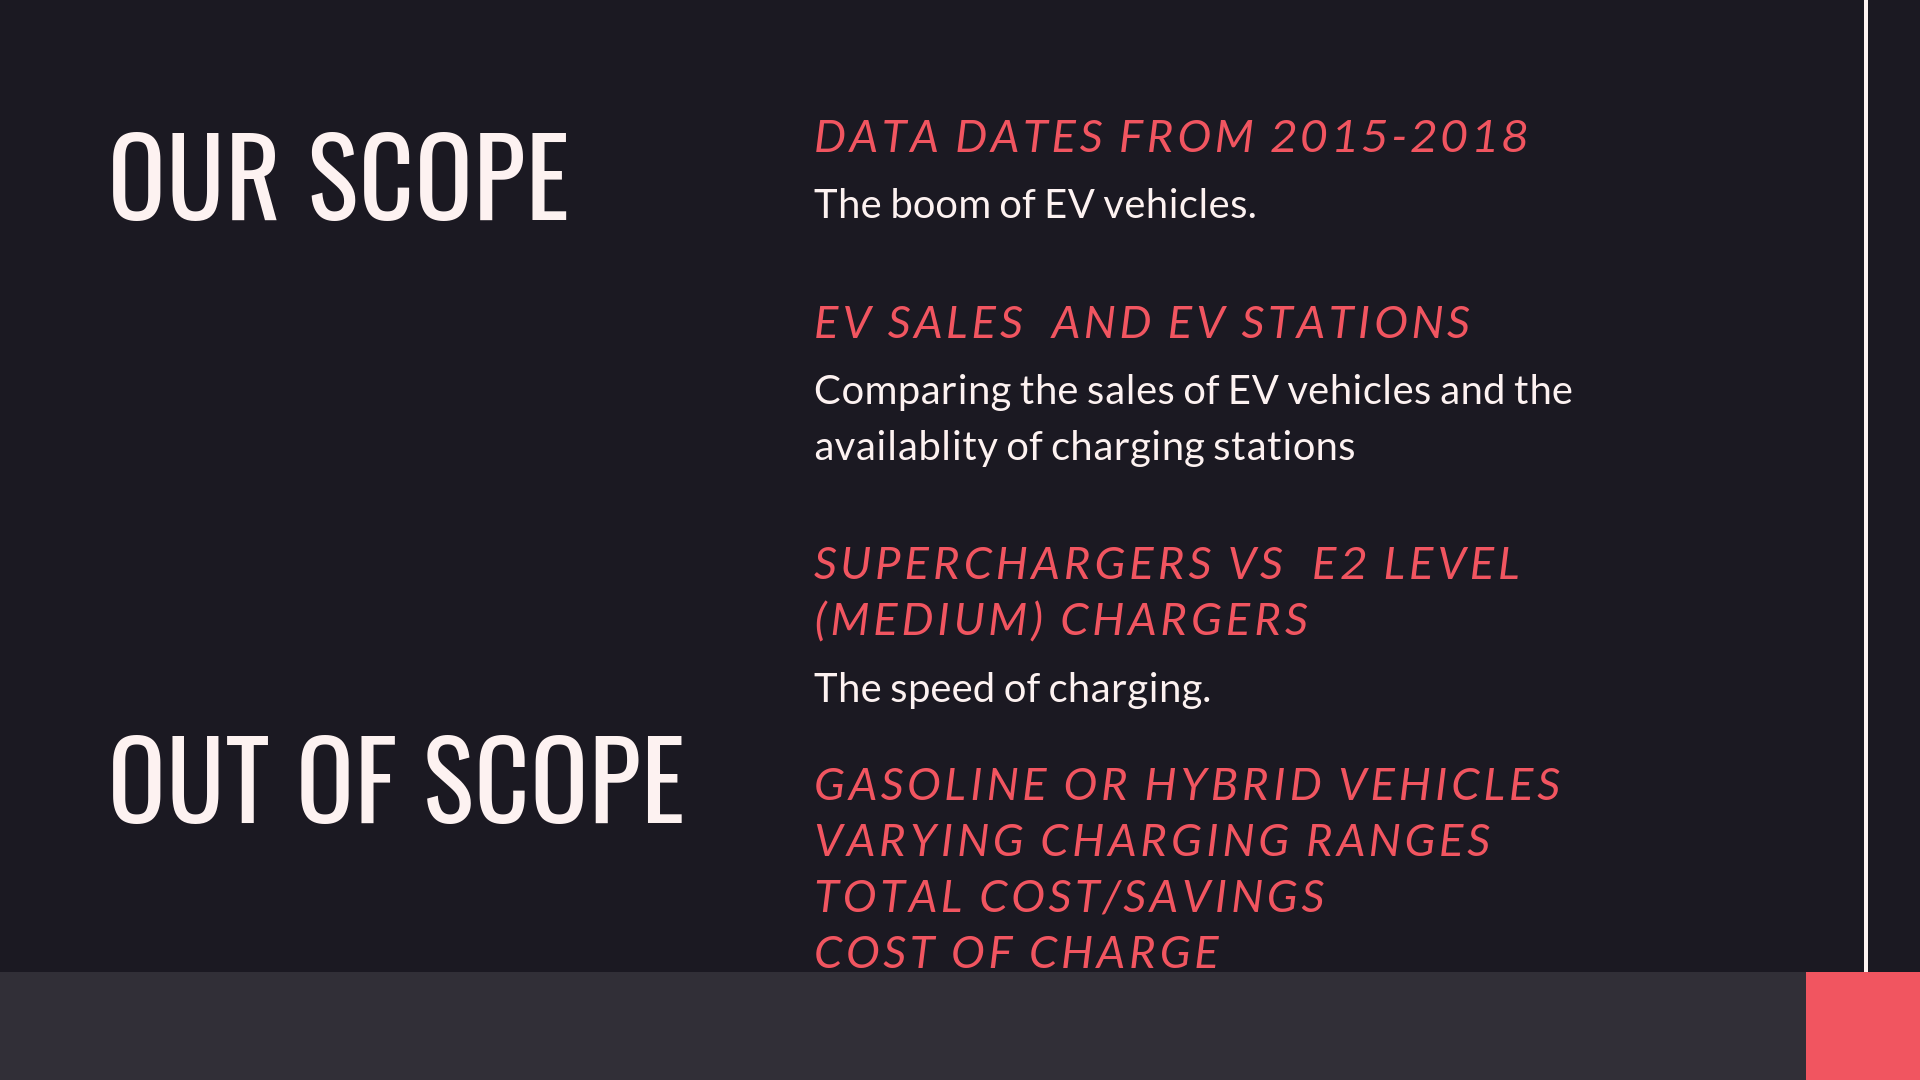 OUR SCOPE
DATA DATES FROM 2015-2018
The boom of EV vehicles.
EV SALES  AND EV STATIONS
Comparing the sales of EV vehicles and the
availablity of charging stations
SUPERCHARGERS VS  E2 LEVEL
(MEDIUM) CHARGERS
The speed of charging.
OUT OF SCOPE
GASOLINE OR HYBRID VEHICLES
VARYING CHARGING RANGES
TOTAL COST/SAVINGS
COST OF CHARGE